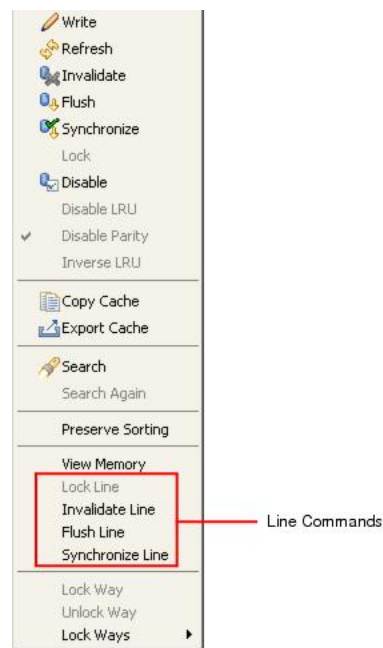 Write
Refresh
Invalidate
Flush
Synchronize
Lock
Disable
Disable LRU
Disable Parity
Inverse LRU
Copy Cache
Export Cache
Search
Search Again
Preserve Sorting
View Memory
Lock Line
Invalidate Line
Flush Line
Synchronize Line
Line Commands
Lock Way
Unlock Way
Lock Ways